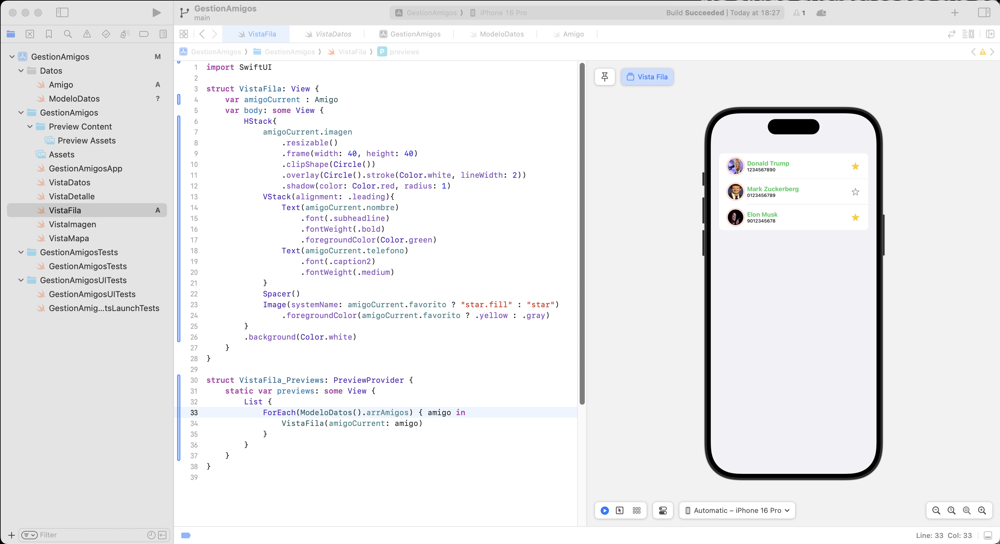 GestionAmigos
main
GestionAmigos
iPhone 16 Pro
Build Succeeded | Today at 18:27
1
VistaFila
VistaDatos
GestionAmigos
ModeloDatos
Amigo
GestionAmigos
GestionAmigos
VistaFila
P previews
GestionAmigos M
Datos
Amigo A
ModeloDatos ?
GestionAmigos
Preview Content
Preview Assets
Assets
GestionAmigosApp
VistaDatos
VistaDetalle
VistaFila A
VistaImagen
VistaMapa
GestionAmigosTests
GestionAmigosTests
GestionAmigosUITests
GestionAmigosUITests
GestionAmig...tsLaunchTests
Filter
1 import SwiftUI
2
3 struct VistaFila: View {
4     var amigoCurrent : Amigo
5     var body: some View {
6         HStack{
7             amigoCurrent.imagen
8                 .resizable()
9                 .frame(width: 40, height: 40)
10                 .clipShape(Circle())
11                 .overlay(Circle().stroke(Color.white, lineWidth: 2))
12                 .shadow(color: Color.red, radius: 1)
13             VStack(alignment: .leading){
14                 Text(amigoCurrent.nombre)
15                     .font(.subheadline)
16                     .fontWeight(.bold)
17                     .foregroundColor(Color.green)
18                 Text(amigoCurrent.telefono)
19                     .font(.caption2)
20                     .fontWeight(.medium)
21             }
22             Spacer()
23             Image(systemName: amigoCurrent.favorito ? "star.fill" : "star")
24                 .foregroundColor(amigoCurrent.favorito ? .yellow : .gray)
25         }
26         .background(Color.white)
27     }
28 }
29
30 struct VistaFila_Previews: PreviewProvider {
31     static var previews: some View {
32         List {
33             ForEach(ModeloDatos().arrAmigos) { amigo in
34                 VistaFila(amigoCurrent: amigo)
35             }
36         }
37     }
38 }
39
Vista Fila
Donald Trump
1234567890
Mark Zuckerberg
0123456789
Elon Musk
9012345678
Automatic – iPhone 16 Pro
Line: 33 Col: 33